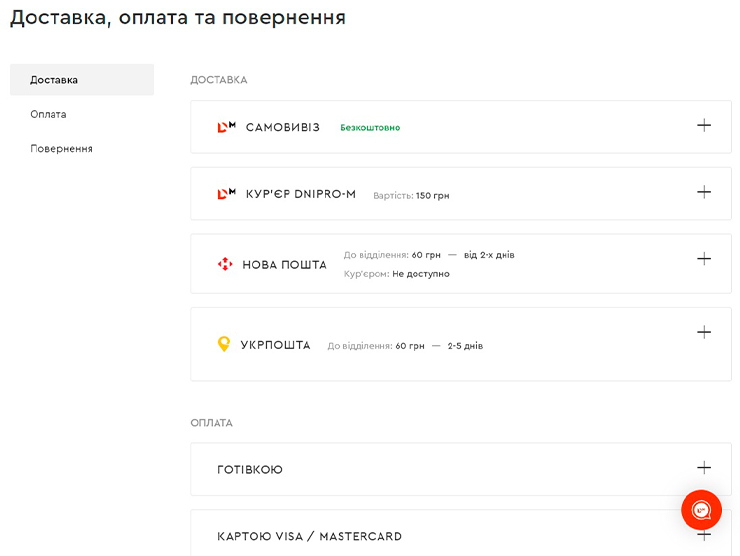 Доставка, оплата та повернення
Доставка
Оплата
Повернення
ДОСТАВКА
САМОВИВІЗ Безкоштовно
КУР'ЄР DNIPRO-M Вартість: 150 грн
НОВА ПОШТА До відділення: 60 грн — від 2-х днів
Кур'єром: Не доступно
УКРПОШТА До відділення: 60 грн — 2-5 днів
ОПЛАТА
ГОТІВКОЮ
КАРТОЮ VISA / MASTERCARD